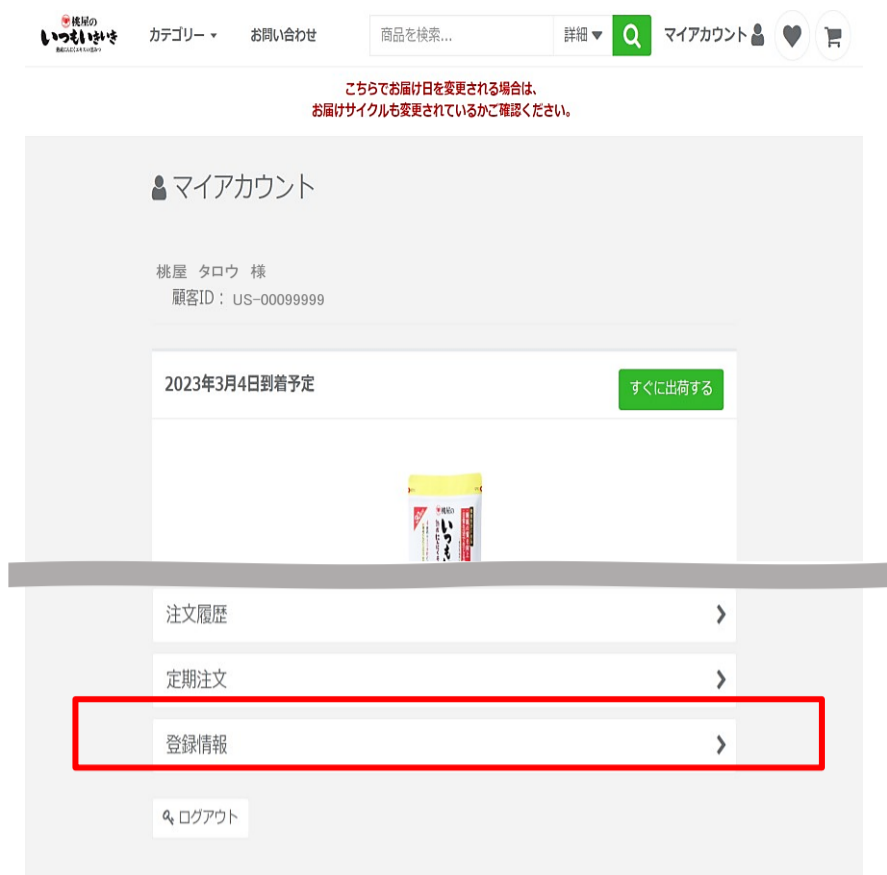 桃屋の
いつもいきいき
カテゴリー
お問い合わせ
商品を検索...
詳細
マイアカウント
こちらでお届け日を変更される場合は、
お届けサイクルも変更されているかご確認ください。
マイアカウント
桃屋 タロウ 様
顧客ID： US-00099999
2023年3月4日到着予定
すぐに出荷する
桃屋の
いつも
注文履歴
定期注文
登録情報
ログアウト